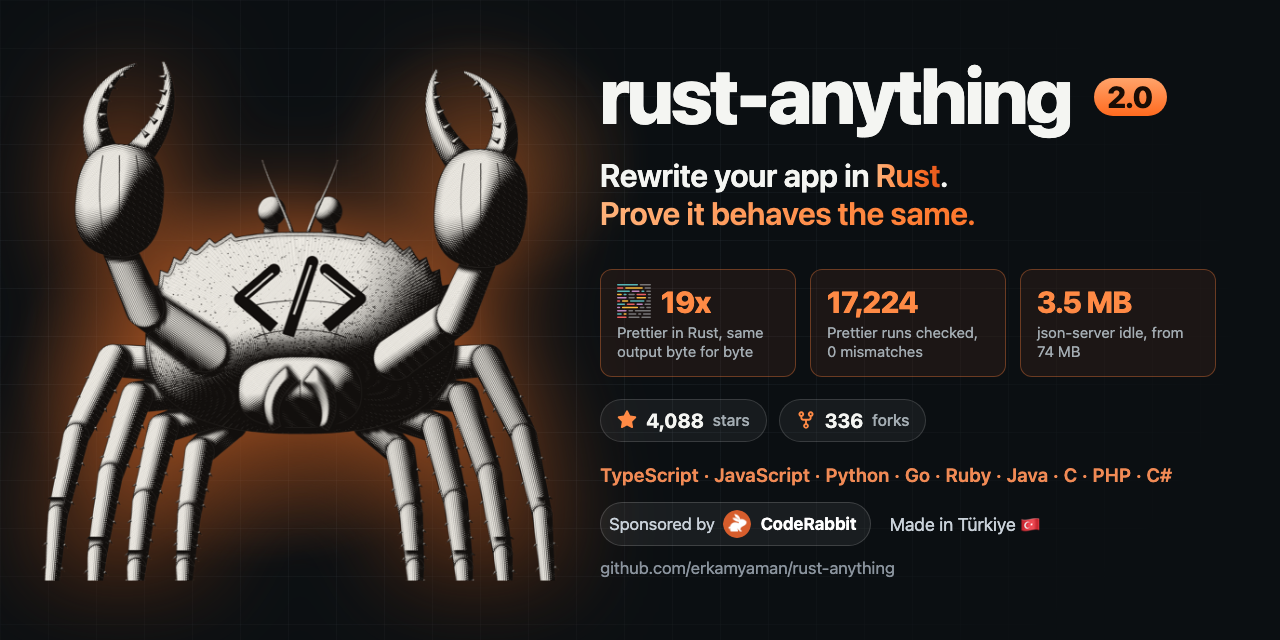 </>
rust-anything 2.0
Rewrite your app in Rust.
Prove it behaves the same.
19x
Prettier in Rust, same
output byte for byte
17,224
Prettier runs checked,
0 mismatches
3.5 MB
json-server idle, from
74 MB
4,088 stars
336 forks
TypeScript · JavaScript · Python · Go · Ruby · Java · C · PHP · C#
Sponsored by CodeRabbit
Made in Türkiye 🇹🇷
github.com/erkamyaman/rust-anything